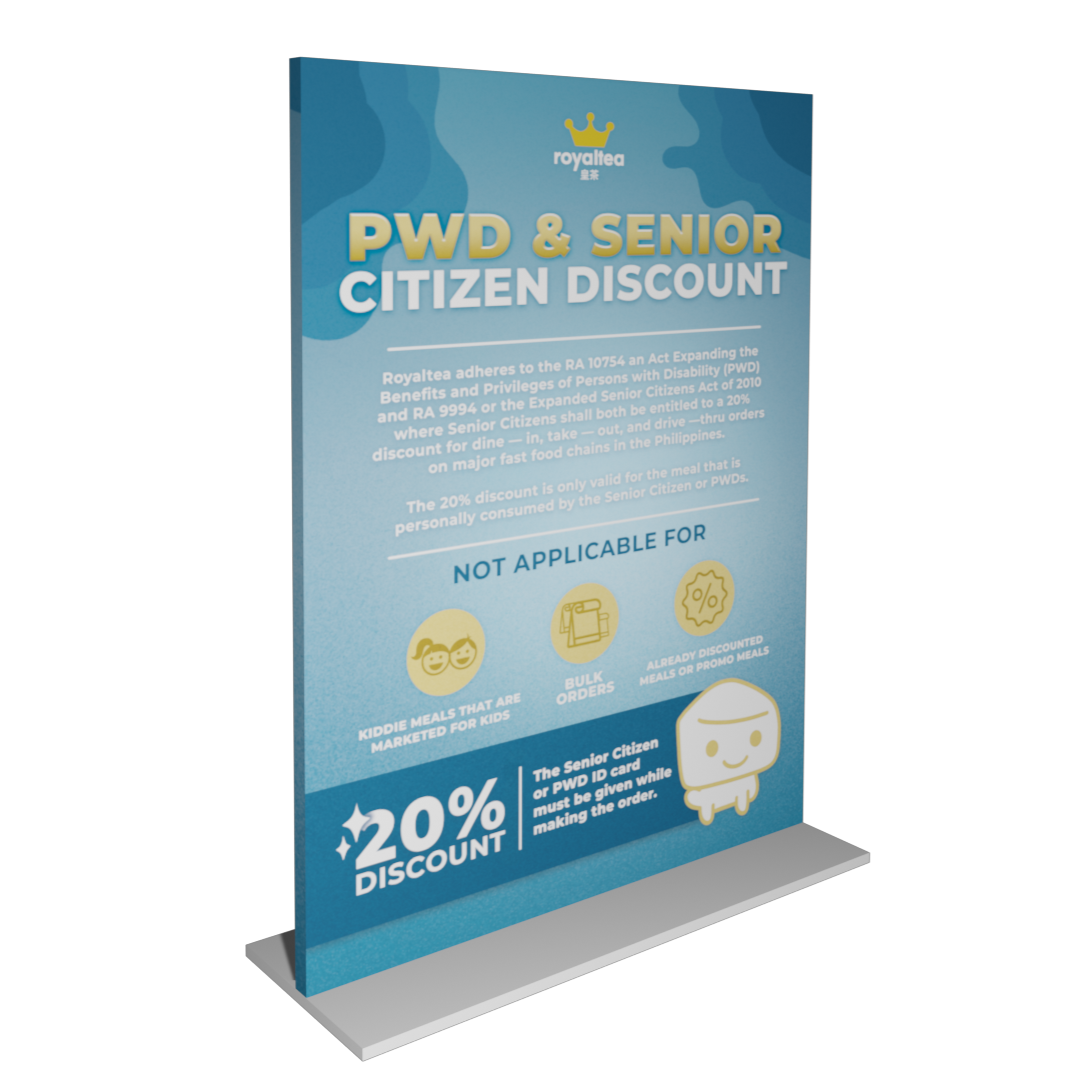 royaltea
皇茶
PWD & SENIOR
CITIZEN DISCOUNT
Royaltea adheres to the RA 10754 an Act Expanding the
Benefits and Privileges of Persons with Disability (PWD)
and RA 9994 or the Expanded Senior Citizens Act of 2010
where Senior Citizens shall both be entitled to a 20%
discount for dine — in, take — out, and drive —thru orders
on major fast food chains in the Philippines.
The 20% discount is only valid for the meal that is
personally consumed by the Senior Citizen or PWDs.
NOT APPLICABLE FOR
KIDDIE MEALS THAT ARE
MARKETED FOR KIDS
BULK
ORDERS
%
ALREADY DISCOUNTED
MEALS OR PROMO MEALS
20%
DISCOUNT
The Senior Citizen
or PWD ID card
must be given while
making the order.